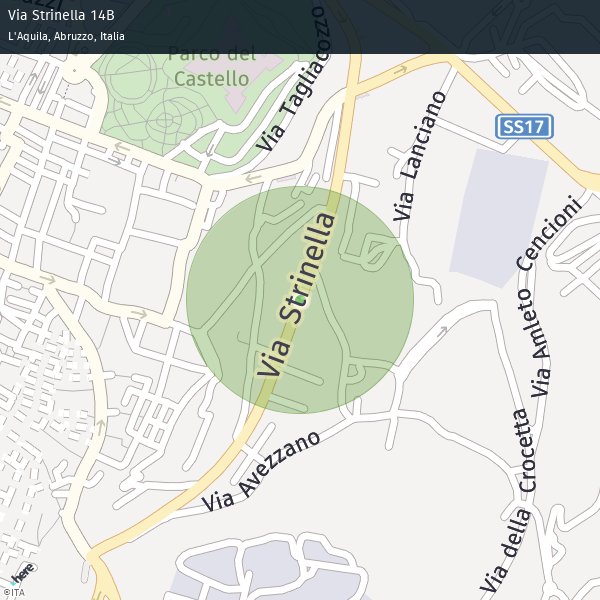 Via Strinella 14B
L'Aquila, Abruzzo, Italia
Parco del
Castello
Via Tagliacozzo
SS17
Via Lanciano
Via Strinella
Via Amleto Cencioni
Via Avezzano
Via della Crocetta
here
©ITA